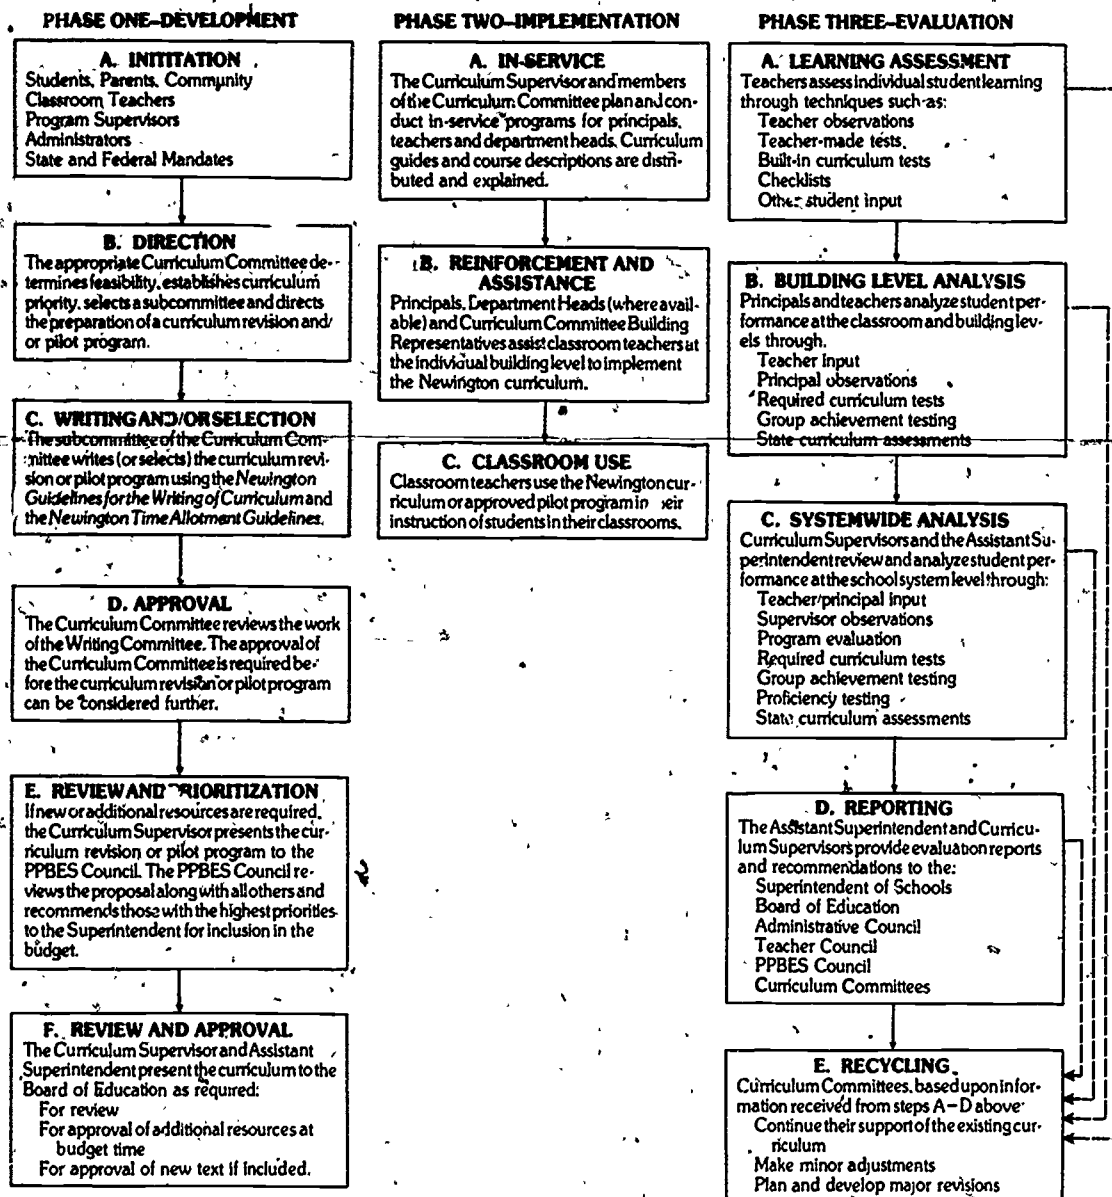 PHASE ONE–DEVELOPMENT
A. INITITATION
Students, Parents, Community
Classroom Teachers
Program Supervisors
Administrators
State and Federal Mandates
B. DIRECTION
The appropriate Curriculum Committee de-
termines feasibility, establishes curriculum
priority, selects a subcommittee and directs
the preparation of a curriculum revision and/
or pilot program.
C. WRITING AND/OR SELECTION
The subcommittee of the Curriculum Com-
mittee writes (or selects) the curriculum revi-
sion or pilot program using the Newington
Guidelines for the Writing of Curriculum and
the Newington Time Allotment Guidelines.
D. APPROVAL
The Curriculum Committee reviews the work
of the Writing Committee. The approval of
the Curriculum Committee is required be-
fore the curriculum revision or pilot program
can be considered further.
E. REVIEW AND PRIORITIZATION
If new or additional resources are required,
the Curriculum Supervisor presents the cur-
riculum revision or pilot program to the
PPBES Council. The PPBES Council re-
views the proposal along with all others and
recommends those with the highest priorities
to the Superintendent for inclusion in the
budget.
F. REVIEW AND APPROVAL
The Curriculum Supervisor and Assistant
Superintendent present the curriculum to the
Board of Education as required:
For review
For approval of additional resources at
budget time
For approval of new text if included.
PHASE TWO–IMPLEMENTATION
A. IN-SERVICE
The Curriculum Supervisor and members
of the Curriculum Committee plan and con-
duct in-service programs for principals,
teachers and department heads. Curriculum
guides and course descriptions are distri-
buted and explained.
B. REINFORCEMENT AND
ASSISTANCE
Principals, Department Heads (where avail-
able) and Curriculum Committee Building
Representatives assist classroom teachers at
the individual building level to implement
the Newington curriculum.
C. CLASSROOM USE
Classroom teachers use the Newington cur-
riculum or approved pilot program in their
instruction of students in their classrooms.
PHASE THREE–EVALUATION
A. LEARNING ASSESSMENT
Teachers assess individual student learning
through techniques such as:
Teacher observations
Teacher-made tests
Built-in curriculum tests
Checklists
Other student input
B. BUILDING LEVEL ANALYSIS
Principals and teachers analyze student per-
formance at the classroom and building lev-
els through.
Teacher input
Principal observations
Required curriculum tests
Group achievement testing
State curriculum assessments
C. SYSTEMWIDE ANALYSIS
Curriculum Supervisors and the Assistant Su-
perintendent review and analyze student per-
formance at the school system level through:
Teacher/principal input
Supervisor observations
Program evaluation
Required curriculum tests
Group achievement testing
Proficiency testing
State curriculum assessments
D. REPORTING
The Assistant Superintendent and Curricu-
lum Supervisors provide evaluation reports
and recommendations to the:
Superintendent of Schools
Board of Education
Administrative Council
Teacher Council
PPBES Council
Curriculum Committees
E. RECYCLING
Curriculum Committees, based upon infor-
mation received from steps A–D above
Continue their support of the existing cur-
riculum
Make minor adjustments
Plan and develop major revisions